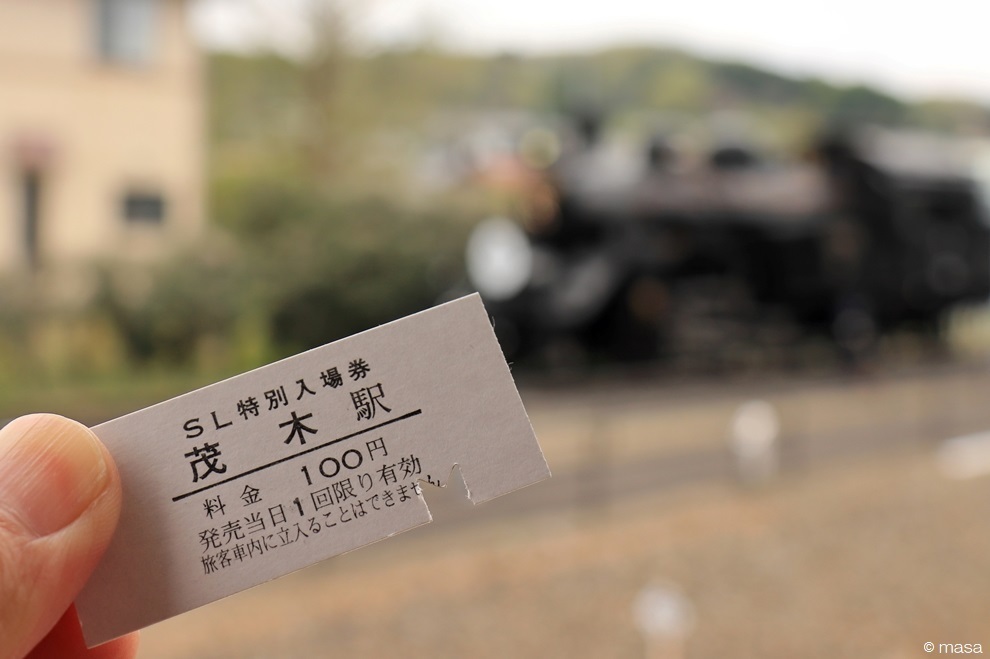 SL特別入場券
茂木駅
料金 100円
発売当日1回限り有効
旅客車内に立入ることはできませ
© masa